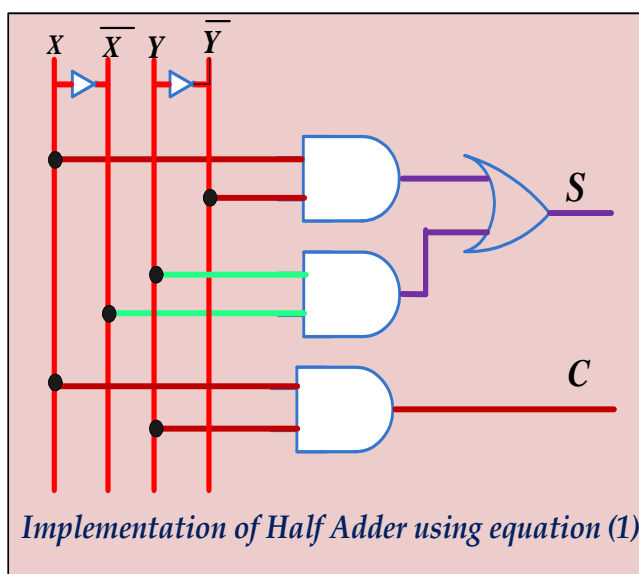 X X̅ Y Y̅
S
C
Implementation of Half Adder using equation (1)